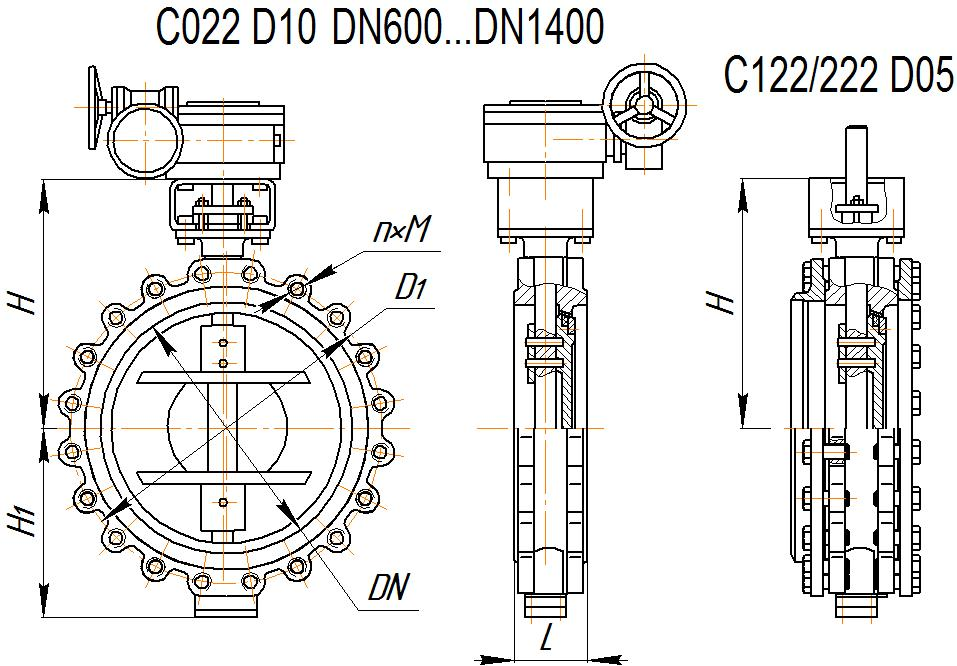 C022 D10 DN600...DN1400
C122/222 D05
n×M
D1
H
H
H1
DN
L